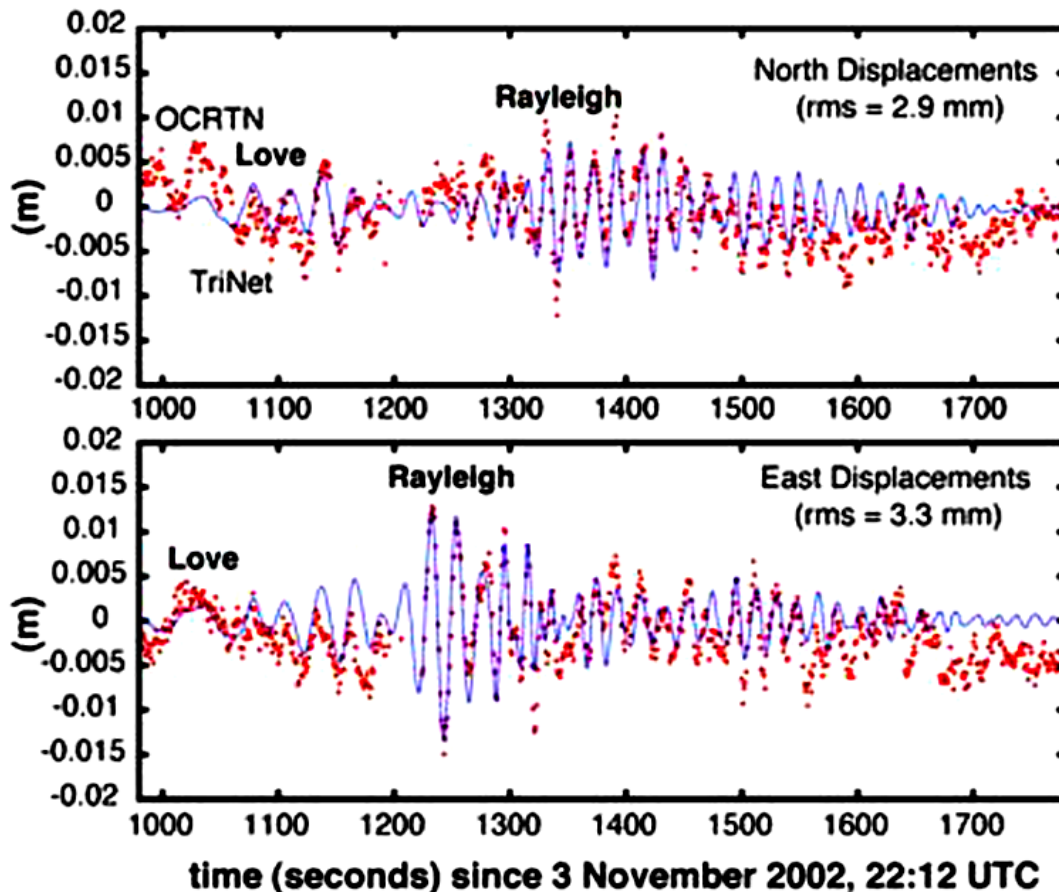 0.02
0.015
0.01
0.005
0
-0.005
-0.01
-0.015
-0.02
(m)
North Displacements
(rms = 2.9 mm)
Rayleigh
OCRTN
Love
TriNet
1000 1100 1200 1300 1400 1500 1600 1700
0.02
0.015
0.01
0.005
0
-0.005
-0.01
-0.015
-0.02
(m)
Rayleigh
East Displacements
(rms = 3.3 mm)
Love
1000 1100 1200 1300 1400 1500 1600 1700
time (seconds) since 3 November 2002, 22:12 UTC